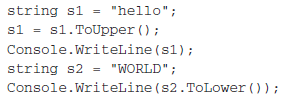 string s1 = "hello";
s1 = s1.ToUpper();
Console.WriteLine(s1);
string s2 = "WORLD";
Console.WriteLine(s2.ToLower());